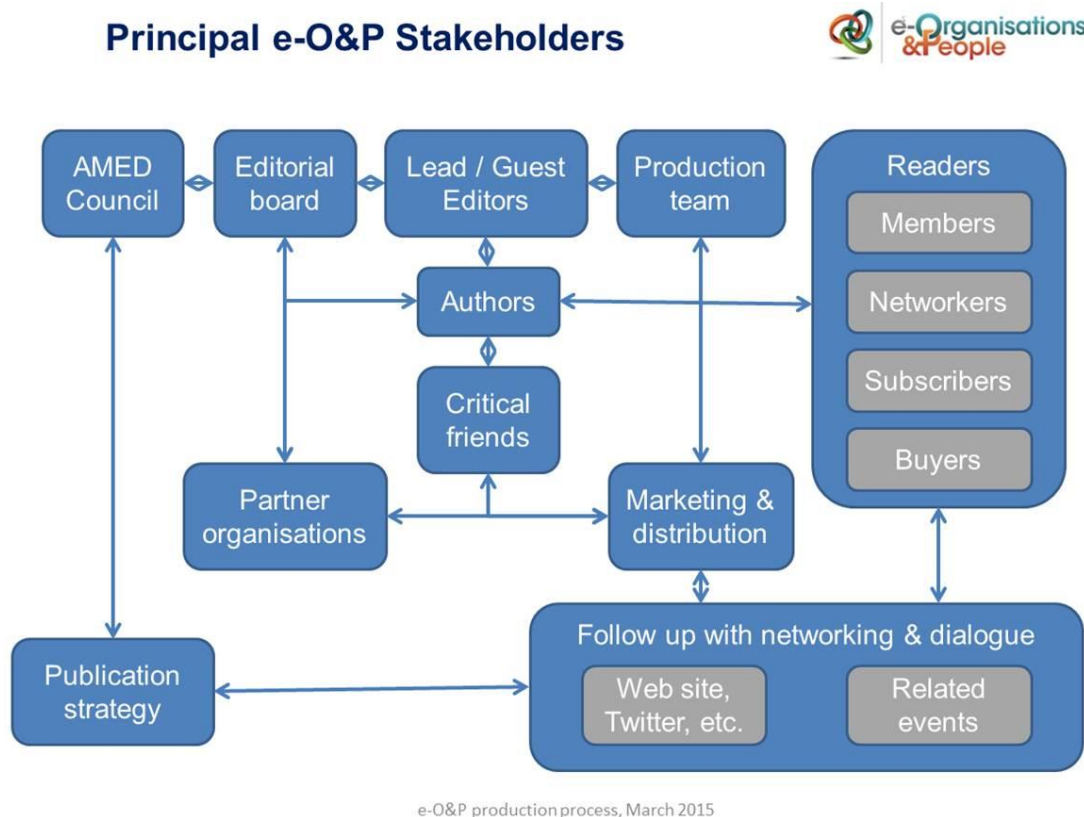 Principal e-O&P Stakeholders
e-Organisations
&People
AMED
Council
Editorial
board
Lead / Guest
Editors
Production
team
Readers
Members
Networkers
Subscribers
Buyers
Authors
Critical
friends
Partner
organisations
Marketing &
distribution
Publication
strategy
Follow up with networking & dialogue
Web site,
Twitter, etc.
Related
events
e-O&P production process, March 2015